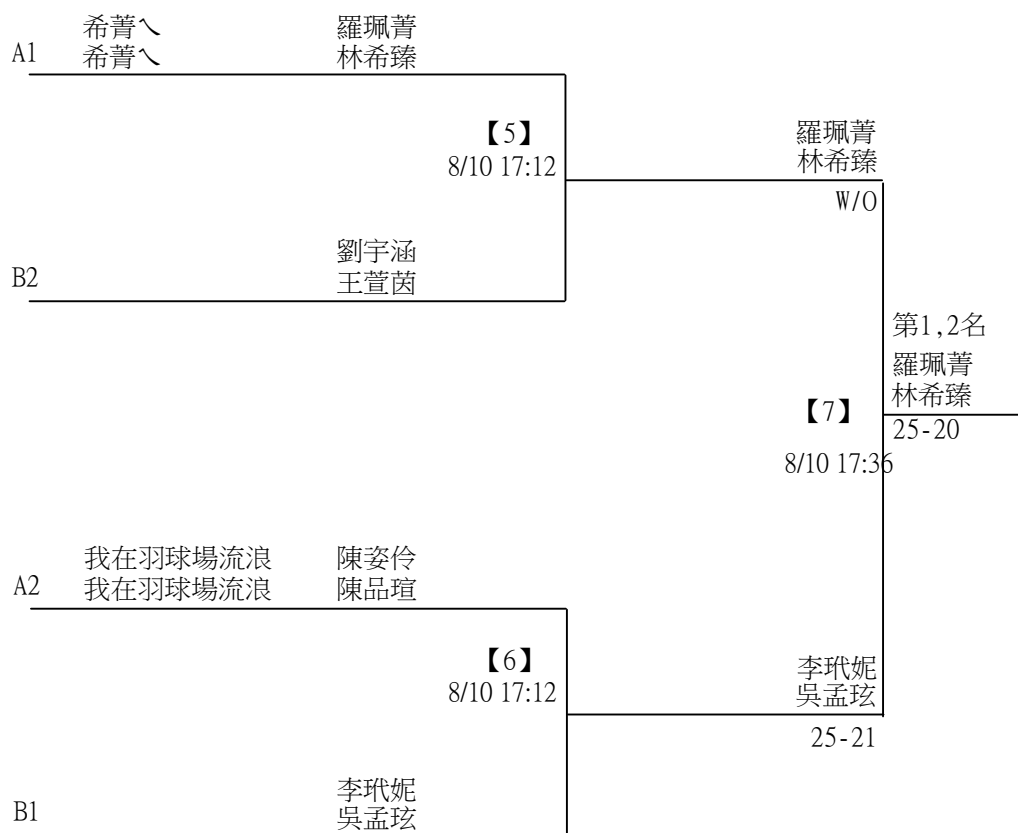 希菁ㄟ 羅珮菁
A1 希菁ㄟ 林希臻
【5】
8/10 17:12
羅珮菁
林希臻
W/O
劉宇涵
B2 王萱茵
第1,2名
羅珮菁
林希臻
【7】
25-20
8/10 17:36
我在羽球場流浪 陳姿伶
A2 我在羽球場流浪 陳品瑄
【6】
8/10 17:12
李玳妮
吳孟玹
25-21
李玳妮
B1 吳孟玹